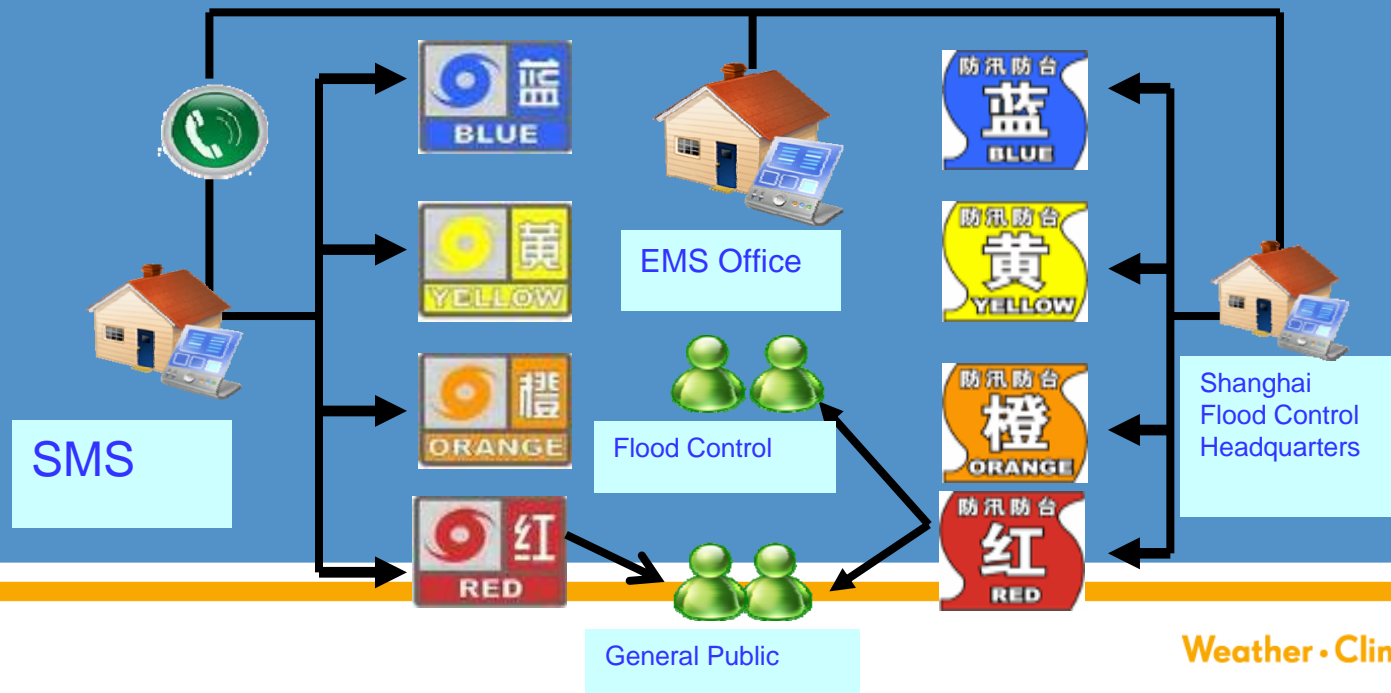 蓝
BLUE
黄
YELLOW
橙
ORANGE
红
RED
SMS
EMS Office
Flood Control
General Public
防汛防台
蓝
BLUE
防汛防台
黄
YELLOW
防汛防台
橙
ORANGE
防汛防台
红
RED
Shanghai
Flood Control
Headquarters
Weather · Clim